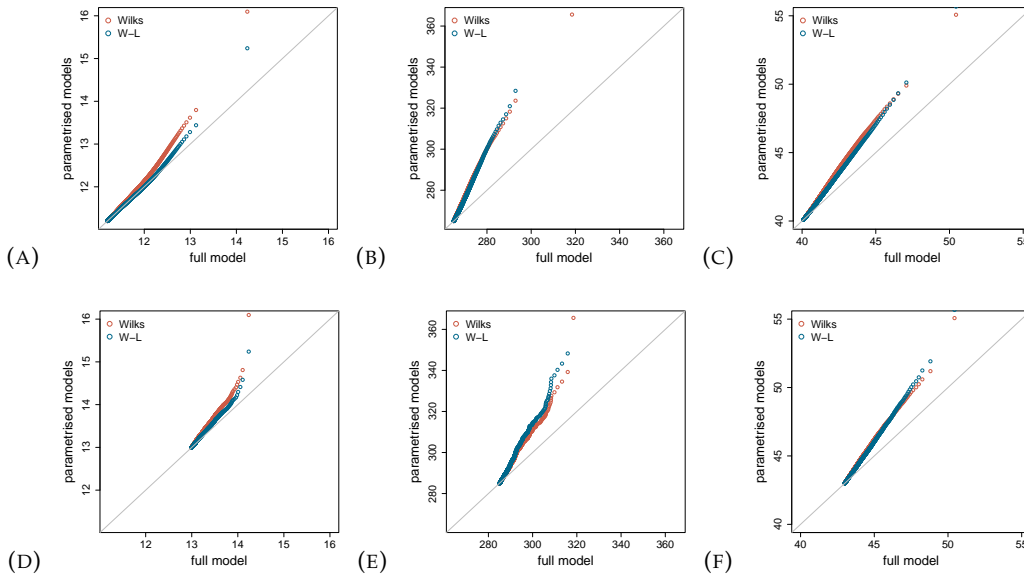 Wilks
W-L
parametrised models
12 13 14 15 16
12 13 14 15 16
full model
(A)
Wilks
W-L
parametrised models
280 300 320 340 360
280 300 320 340 360
full model
(B)
Wilks
W-L
parametrised models
40 45 50 55
40 45 50 55
full model
(C)
Wilks
W-L
parametrised models
12 13 14 15 16
12 13 14 15 16
full model
(D)
Wilks
W-L
parametrised models
280 300 320 340 360
280 300 320 340 360
full model
(E)
Wilks
W-L
parametrised models
40 45 50 55
40 45 50 55
full model
(F)